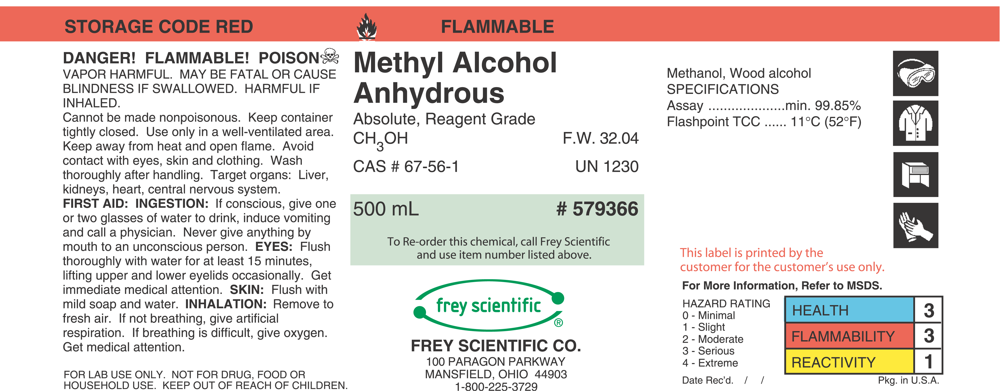 STORAGE CODE RED
FLAMMABLE
DANGER!  FLAMMABLE!  POISON
VAPOR HARMFUL.  MAY BE FATAL OR CAUSE
BLINDNESS IF SWALLOWED.  HARMFUL IF
INHALED.
Cannot be made nonpoisonous.  Keep container
tightly closed.  Use only in a well-ventilated area.
Keep away from heat and open flame.  Avoid
contact with eyes, skin and clothing.  Wash
thoroughly after handling.  Target organs:  Liver,
kidneys, heart, central nervous system.
FIRST AID:  INGESTION:  If conscious, give one
or two glasses of water to drink, induce vomiting
and call a physician.  Never give anything by
mouth to an unconscious person.  EYES:  Flush
thoroughly with water for at least 15 minutes,
lifting upper and lower eyelids occasionally.  Get
immediate medical attention.  SKIN:  Flush with
mild soap and water.  INHALATION:  Remove to
fresh air.  If not breathing, give artificial
respiration.  If breathing is difficult, give oxygen.
Get medical attention.
FOR LAB USE ONLY.  NOT FOR DRUG, FOOD OR
HOUSEHOLD USE.  KEEP OUT OF REACH OF CHILDREN.
Methyl Alcohol
Anhydrous
Absolute, Reagent Grade
CH₃OH F.W. 32.04
CAS # 67-56-1 UN 1230
500 mL # 579366
To Re-order this chemical, call Frey Scientific
and use item number listed above.
frey scientific
®
FREY SCIENTIFIC CO.
100 PARAGON PARKWAY
MANSFIELD, OHIO  44903
1-800-225-3729
Methanol, Wood alcohol
SPECIFICATIONS
Assay ....................min. 99.85%
Flashpoint TCC ...... 11°C (52°F)
This label is printed by the
customer for the customer’s use only.
For More Information, Refer to MSDS.
HAZARD RATING
0 - Minimal
1 - Slight
2 - Moderate
3 - Serious
4 - Extreme
HEALTH 3
FLAMMABILITY 3
REACTIVITY 1
Date Rec’d.   /    /
Pkg. in U.S.A.